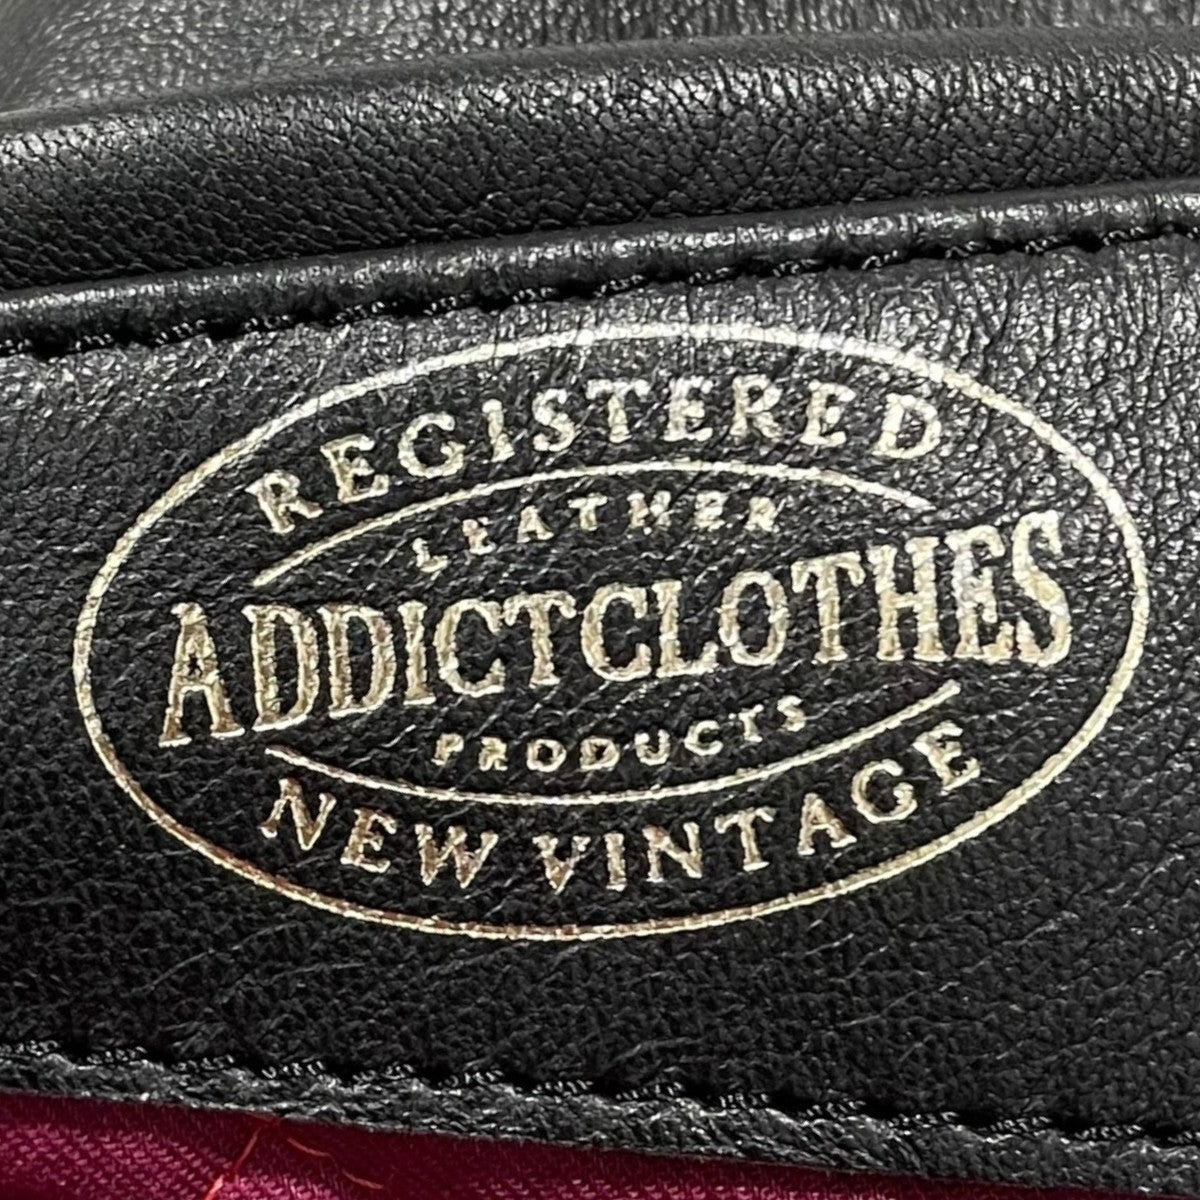 REGISTERED
LEATHER
ADDICTCLOTHES
PRODUCTS
NEW VINTAGE